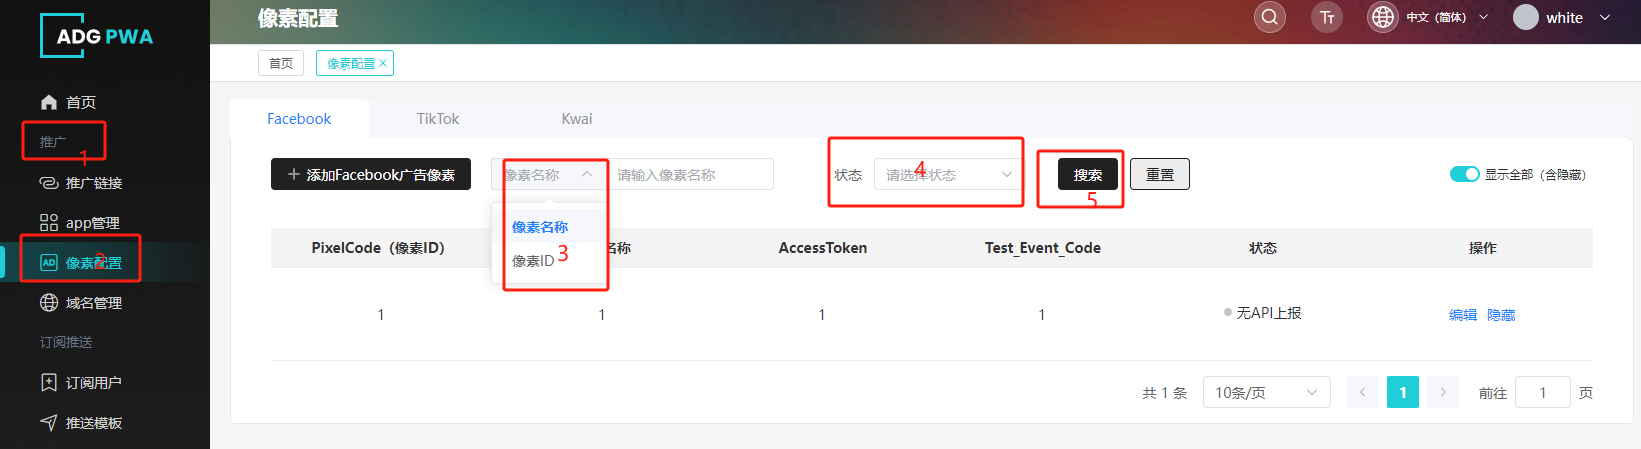 ADG PWA
首页
推广
1
推广链接
app管理
像素配置
2
域名管理
订阅推送
订阅用户
推送模板
像素配置
中文（简体）
white
首页
像素配置
Facebook
TikTok
Kwai
添加Facebook广告像素
像素名称
请输入像素名称
状态
请选择状态
4
搜索
5
重置
显示全部（含隐藏）
像素名称
像素ID
3
PixelCode（像素ID）
名称
AccessToken
Test_Event_Code
状态
操作
1
1
1
1
无API上报
编辑 隐藏
共 1 条
10条/页
1
前往
1
页